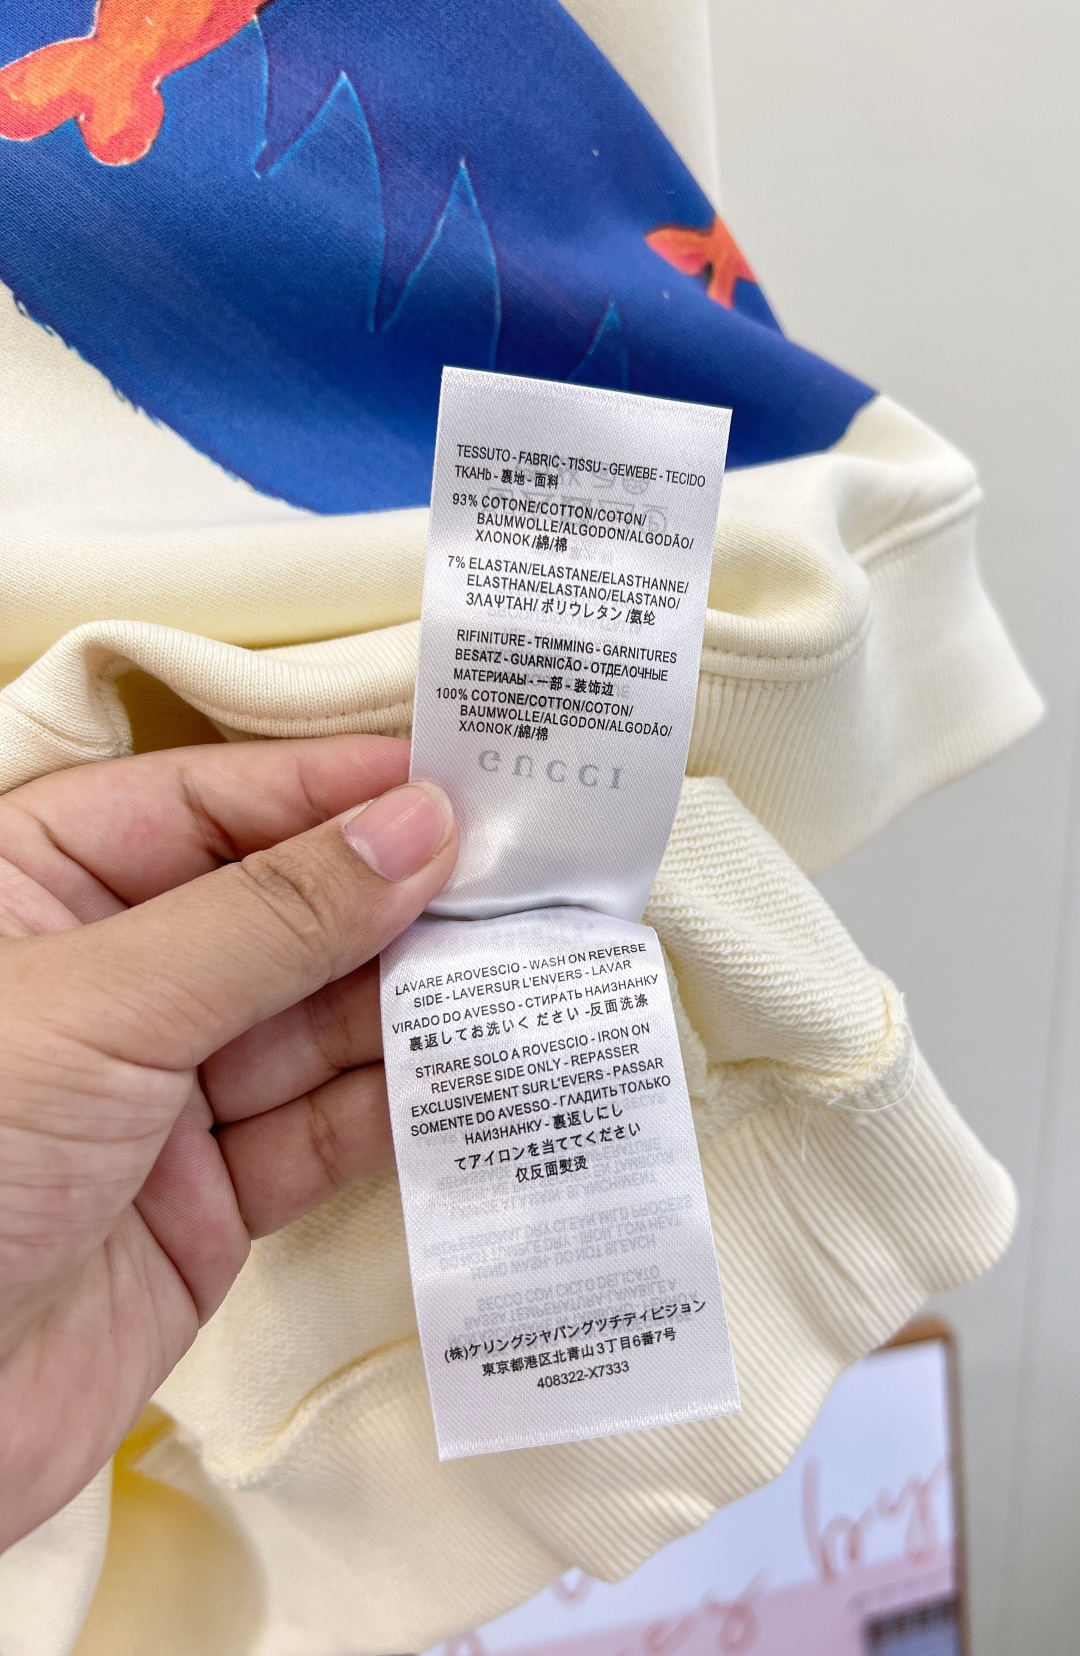 TESSUTO - FABRIC - TISSU - GEWEBE - TECIDO
ТКАНЬ - 裏地 - 面料
93% COTONE/COTTON/COTON/
BAUMWOLLE/ALGODON/ALGODÃO/
ХΛОNOK/綿/棉
7% ELASTAN/ELASTANE/ELASTHANNE/
ELASTHAN/ELASTANO/ELASTANO/
ЗΛАΨТАН/ ポリウレタン /氨纶
RIFINITURE - TRIMMING - GARNITURES
BESATZ - GUARNICÃO - ОТДЕЛОЧНЫЕ
МАТЕРИААЫ - 一部 - 装饰边
100% COTONE/COTTON/COTON/
BAUMWOLLE/ALGODON/ALGODÃO/
ХΛОNOK/綿/棉
GUCCI
LAVARE AROVESCIO - WASH ON REVERSE
SIDE - LAVERSUR L'ENVERS - LAVAR
VIRADO DO AVESSO - СТИРАТЬ НАИЗНАНКУ
裏返してお洗いく ださい -反面洗涤
STIRARE SOLO A ROVESCIO - IRON ON
REVERSE SIDE ONLY - REPASSER
EXCLUSIVEMENT SUR L'EVERS - PASSAR
SOMENTE DO AVESSO - ГЛАДИТЬ ТОЛЬКО
НАИЗНАНКУ - 裏返しにし
てアイロンを当ててください
仅反面熨烫
(株)ケリングジャパングッチディビジョン
東京都港区北青山3丁目6番7号
408322-X7333
by